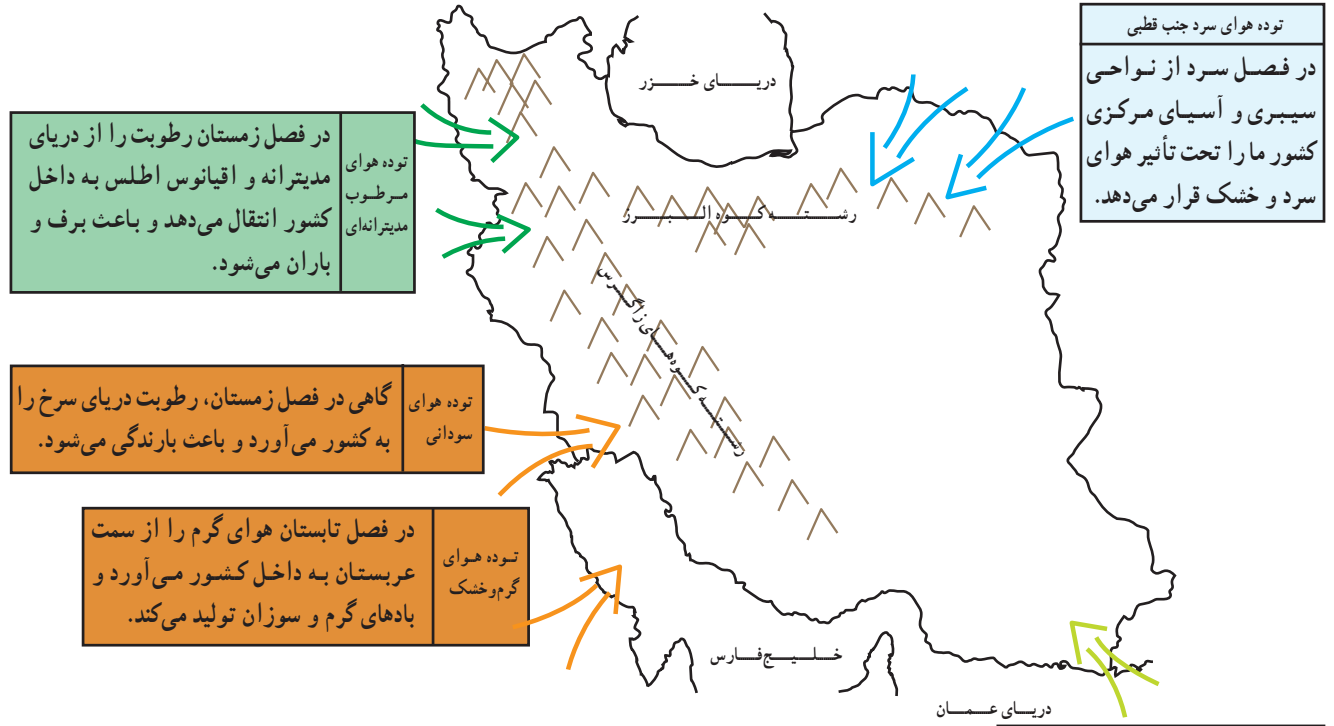 توده هوای سرد جنب قطبی
در فصل سرد از نواحی
سیبری و آسیای مرکزی
کشور ما را تحت تأثیر هوای
سرد و خشک قرار می‌دهد.
دریای خزر
توده هوای
مرطوب
مدیترانه‌ای
در فصل زمستان رطوبت را از دریای
مدیترانه و اقیانوس اطلس به داخل
کشور انتقال می‌دهد و باعث برف و
باران می‌شود.
رشته کوه البرز
رشته کوه‌های زاگرس
توده هوای
سودانی
گاهی در فصل زمستان، رطوبت دریای سرخ را
به کشور می‌آورد و باعث بارندگی می‌شود.
توده هوای
گرم‌وخشک
در فصل تابستان هوای گرم را از سمت
عربستان به داخل کشور می‌آورد و
بادهای گرم و سوزان تولید می‌کند.
خلیج‌فارس
دریای عمان